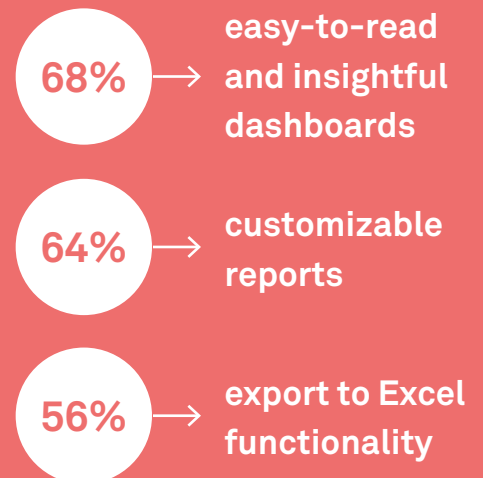 68%
easy-to-read
and insightful
dashboards
64%
customizable
reports
56%
export to Excel
functionality